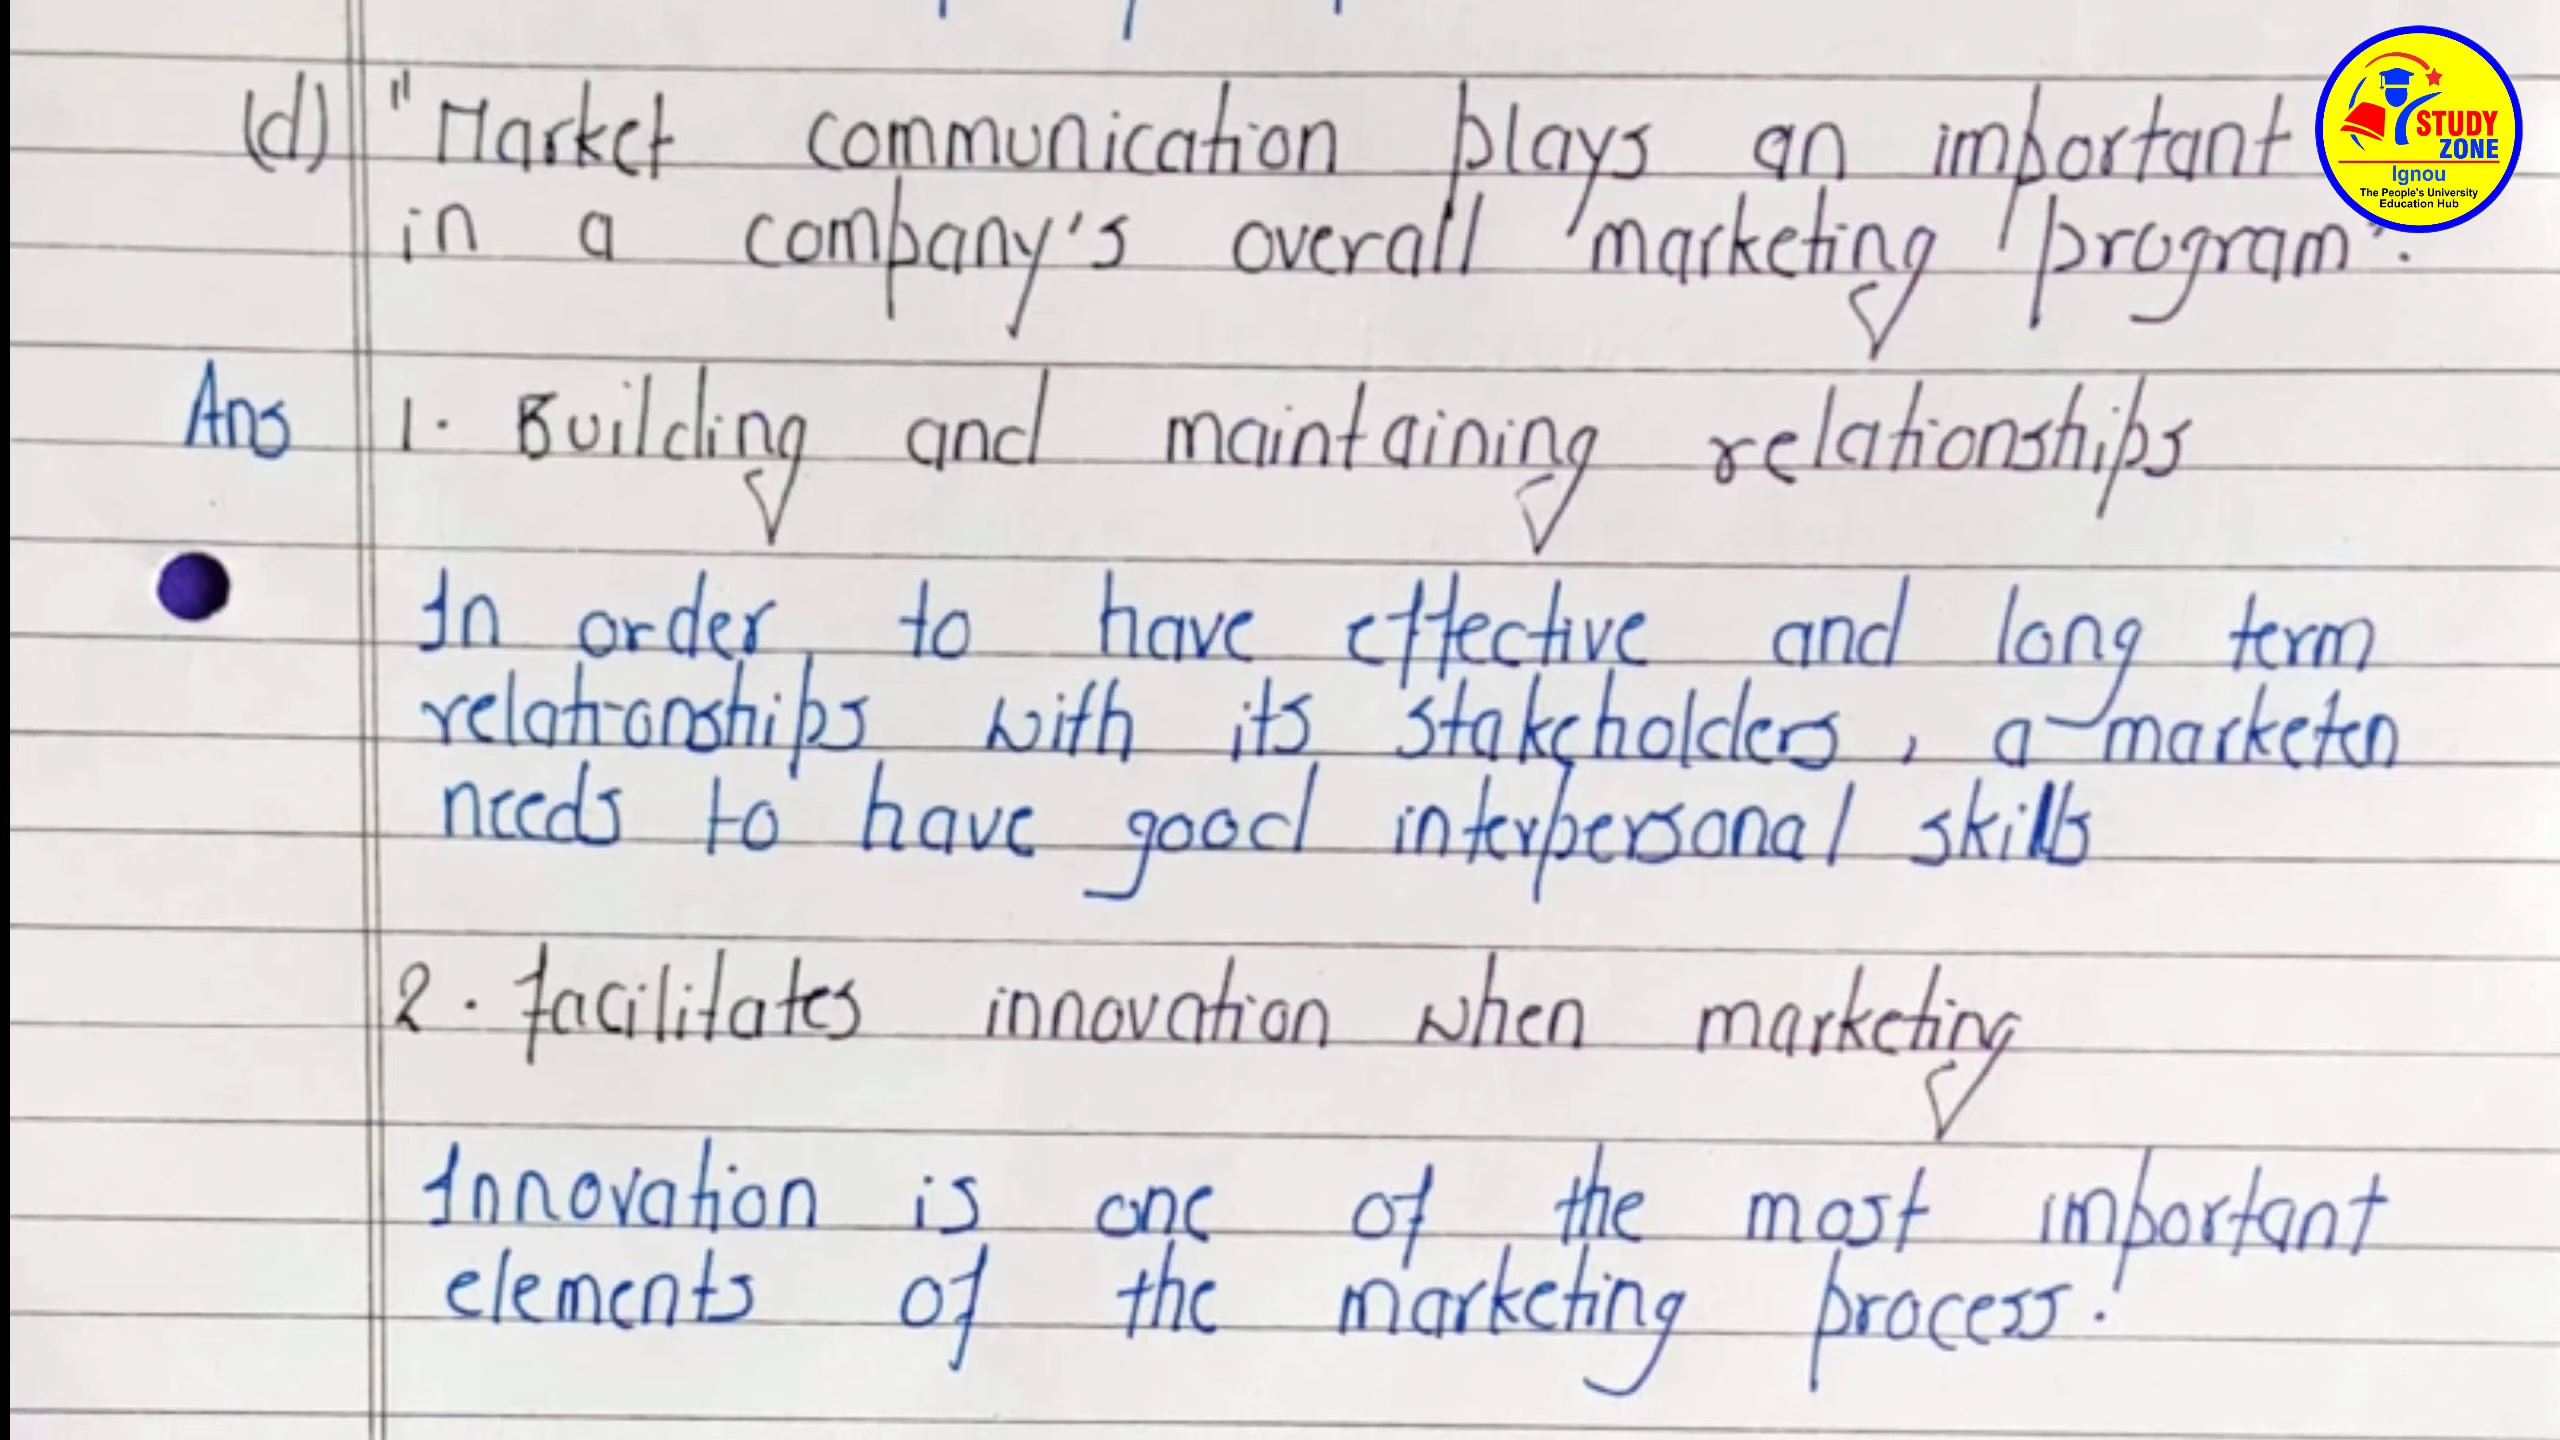 (d) "Market communication plays an important
in a company's overall marketing program".
Ans 1. Building and maintaining relationships
In order to have effective and long term
relationships with its stakeholders, a marketer
needs to have good interpersonal skills
2. facilitates innovation when marketing
Innovation is one of the most important
elements of the marketing process.
STUDY
ZONE
Ignou
The People's University
Education Hub